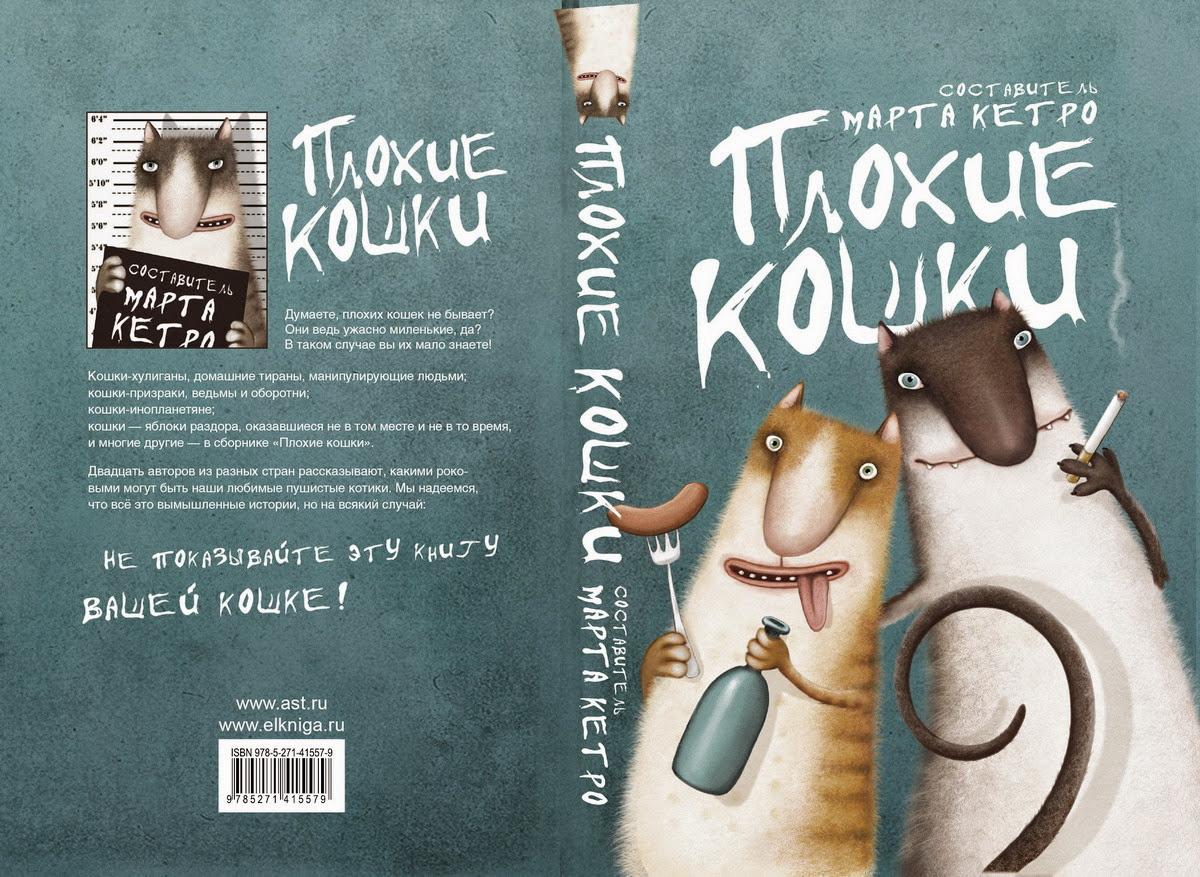 6'4"
6'2"
6'0"
5'10"
5'8"
5'6"
5'4"
СОСТАВИТЕЛЬ
МАРТА
КЕТРО
ПЛОХИЕ
КОШКИ
Думаете, плохих кошек не бывает?
Они ведь ужасно миленькие, да?
В таком случае вы их мало знаете!
Кошки-хулиганы, домашние тираны, манипулирующие людьми;
кошки-призраки, ведьмы и оборотни;
кошки-инопланетяне;
кошки — яблоки раздора, оказавшиеся не в том месте и не в то время,
и многие другие — в сборнике «Плохие кошки».
Двадцать авторов из разных стран рассказывают, какими роко-
выми могут быть наши любимые пушистые котики. Мы надеемся,
что всё это вымышленные истории, но на всякий случай:
НЕ ПОКАЗЫВАЙТЕ ЭТУ КНИГУ
ВАШЕЙ КОШКЕ!
www.ast.ru
www.elkniga.ru
ISBN 978-5-271-41557-9
9 785271 415579
ПЛОХИЕ КОШКИ
СОСТАВИТЕЛЬ
МАРТА КЕТРО
СОСТАВИТЕЛЬ
МАРТА КЕТРО
ПЛОХИЕ
КОШКИ